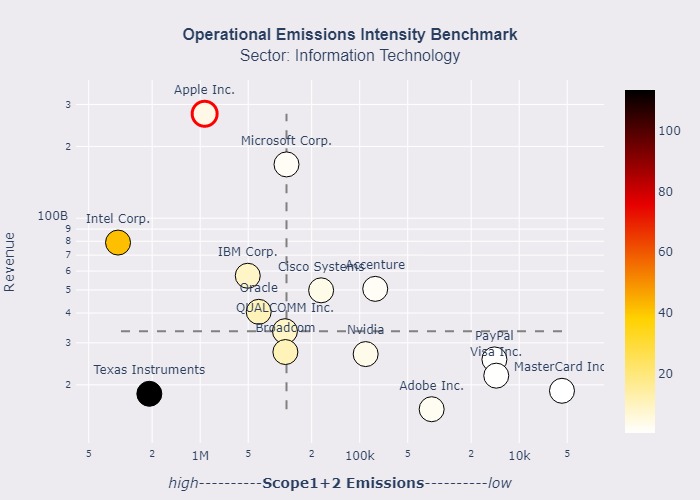 Operational Emissions Intensity Benchmark
Sector: Information Technology
Apple Inc.
3
Microsoft Corp.
2
100
Intel Corp.
100B
9
8
7
6
5
4
3
2
IBM Corp.
Cisco Systems
Accenture
Oracle
QUALCOMM Inc.
Broadcom
Nvidia
PayPal
Visa Inc.
MasterCard Inc
Texas Instruments
Adobe Inc.
80
60
40
20
Revenue
5 2 1M 5 2 100k 5 2 10k 5
high----------Scope1+2 Emissions----------low